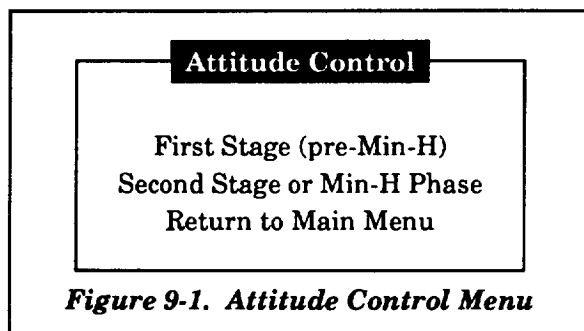 Attitude Control
First Stage (pre-Min-H)
Second Stage or Min-H Phase
Return to Main Menu
Figure 9-1. Attitude Control Menu